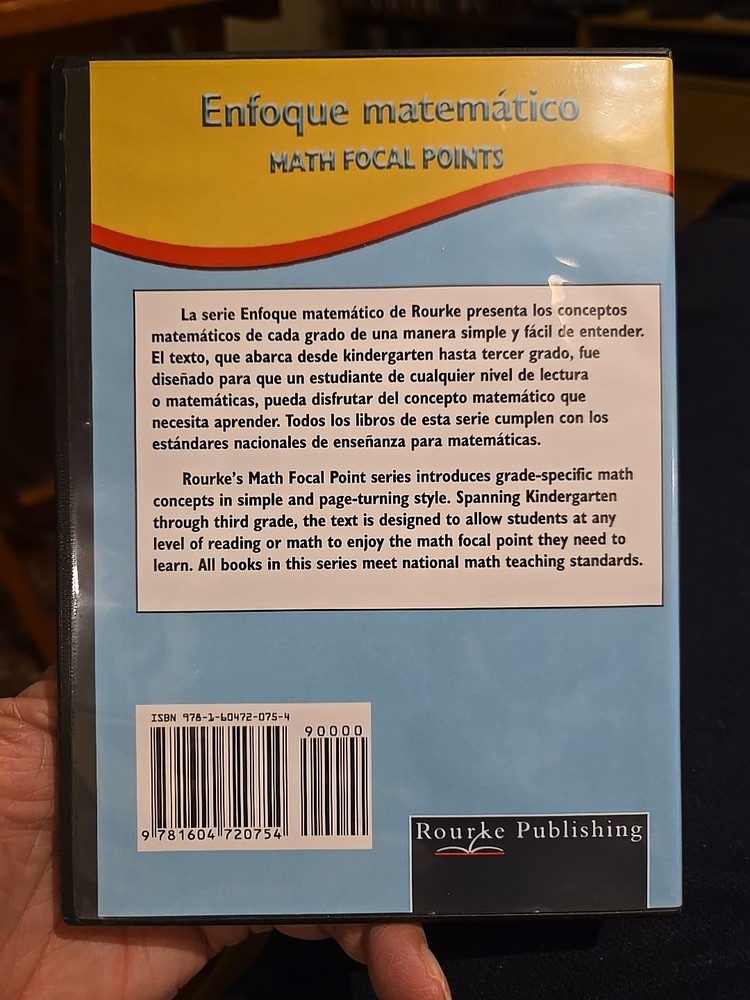 Enfoque matemático
MATH FOCAL POINTS
La serie Enfoque matemático de Rourke presenta los conceptos
matemáticos de cada grado de una manera simple y fácil de entender.
El texto, que abarca desde kindergarten hasta tercer grado, fue
diseñado para que un estudiante de cualquier nivel de lectura
o matemáticas, pueda disfrutar del concepto matemático que
necesita aprender. Todos los libros de esta serie cumplen con los
estándares nacionales de enseñanza para matemáticas.
Rourke's Math Focal Point series introduces grade-specific math
concepts in simple and page-turning style. Spanning Kindergarten
through third grade, the text is designed to allow students at any
level of reading or math to enjoy the math focal point they need to
learn. All books in this series meet national math teaching standards.
ISBN 978-1-60472-075-4
90000
9 781604 720754
Rourke Publishing